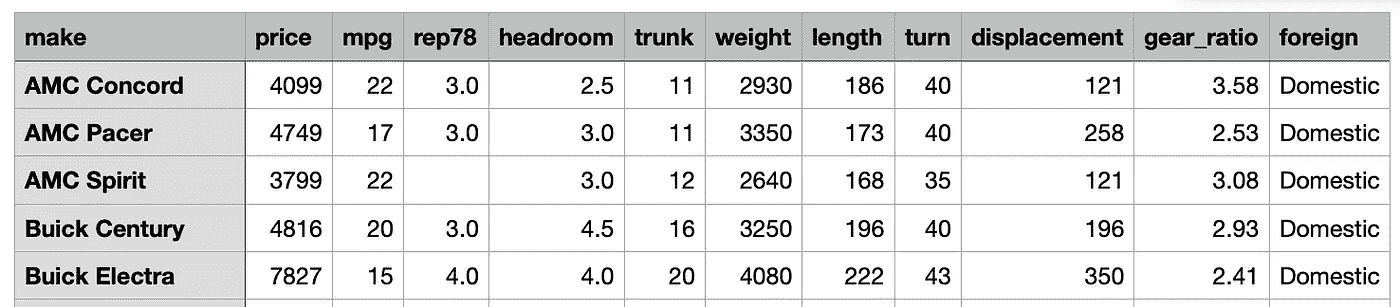 make price mpg rep78 headroom trunk weight length turn displacement gear_ratio foreign
AMC Concord 4099 22 3.0 2.5 11 2930 186 40 121 3.58 Domestic
AMC Pacer 4749 17 3.0 3.0 11 3350 173 40 258 2.53 Domestic
AMC Spirit 3799 22 3.0 12 2640 168 35 121 3.08 Domestic
Buick Century 4816 20 3.0 4.5 16 3250 196 40 196 2.93 Domestic
Buick Electra 7827 15 4.0 4.0 20 4080 222 43 350 2.41 Domestic